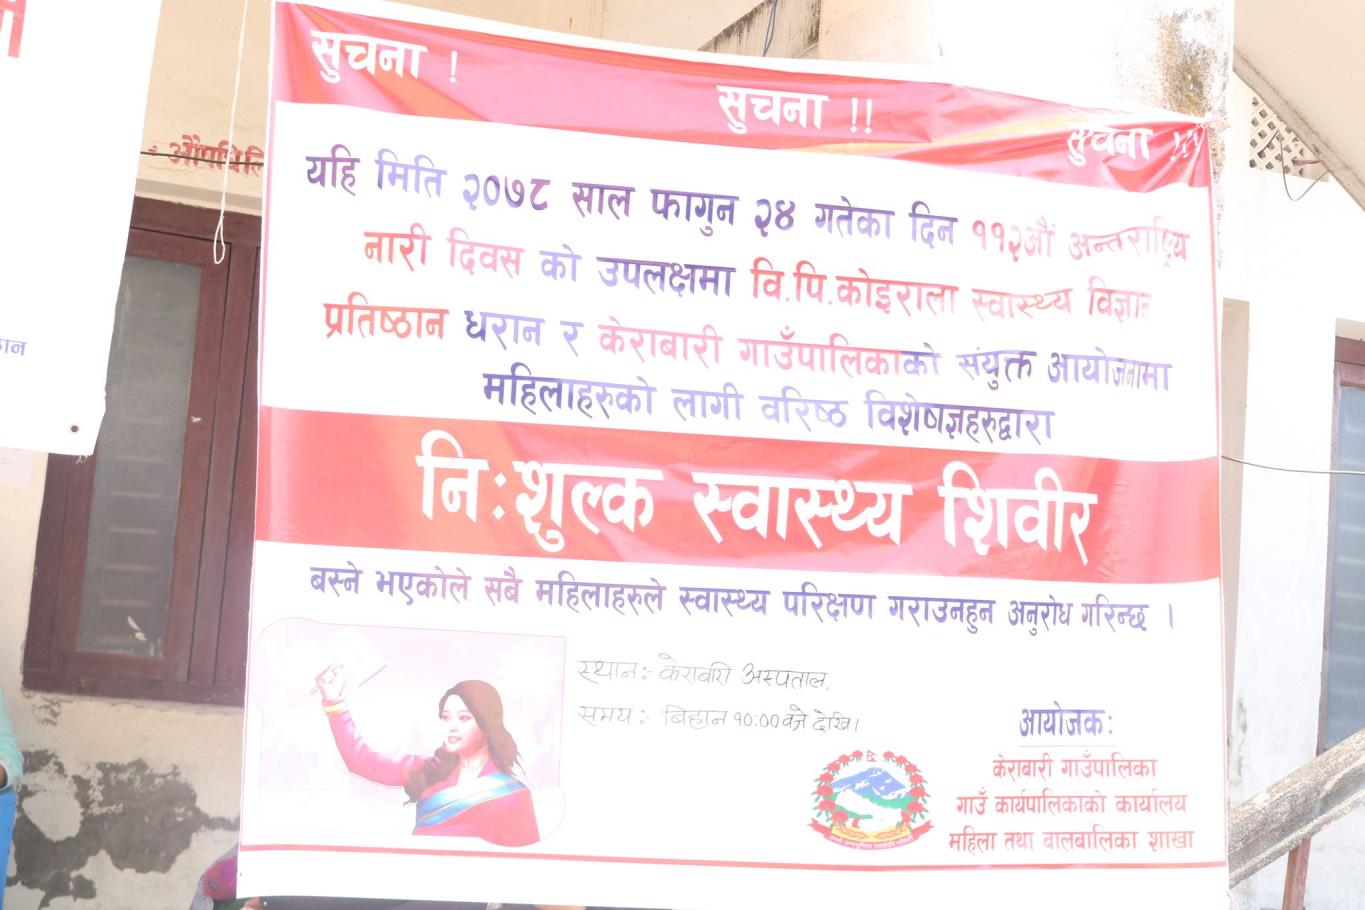 सुचना ! सुचना !! सुचना !!!
यहि मिति २०७८ साल फागुन २४ गतेका दिन ११२औं अन्तराष्ट्रिय
नारी दिवस को उपलक्षमा वि.पि.कोइराला स्वास्थ्य विज्ञान
प्रतिष्ठान धरान र केराबारी गाउँपालिकाको संयुक्त आयोजनामा
महिलाहरुको लागी वरिष्ठ विशेषज्ञहरुद्वारा
नि:शुल्क स्वास्थ्य शिवीर
बस्ने भएकोले सबै महिलाहरुले स्वास्थ्य परिक्षण गराउनहुन अनुरोध गरिन्छ ।
स्थान:- केराबारी अस्पताल,
समय:- बिहान १०:०० बजे देखि।
आयोजक:
केराबारी गाउँपालिका
गाउँ कार्यपालिकाको कार्यालय
महिला तथा बालबालिका शाखा